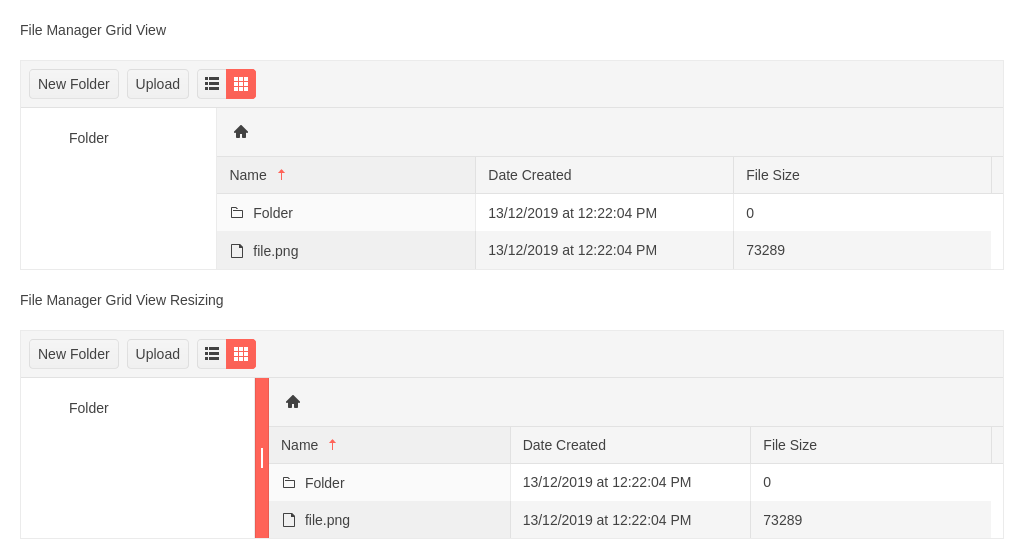 File Manager Grid View
New Folder Upload
Folder
Name Date Created File Size
Folder 13/12/2019 at 12:22:04 PM 0
file.png 13/12/2019 at 12:22:04 PM 73289
File Manager Grid View Resizing
New Folder Upload
Folder
Name Date Created File Size
Folder 13/12/2019 at 12:22:04 PM 0
file.png 13/12/2019 at 12:22:04 PM 73289